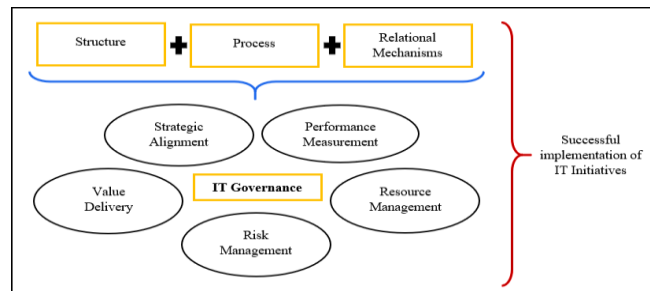 Structure
Process
Relational
Mechanisms
Strategic
Alignment
Performance
Measurement
Successful
implementation of
IT Initiatives
Value
Delivery
IT Governance
Resource
Management
Risk
Management